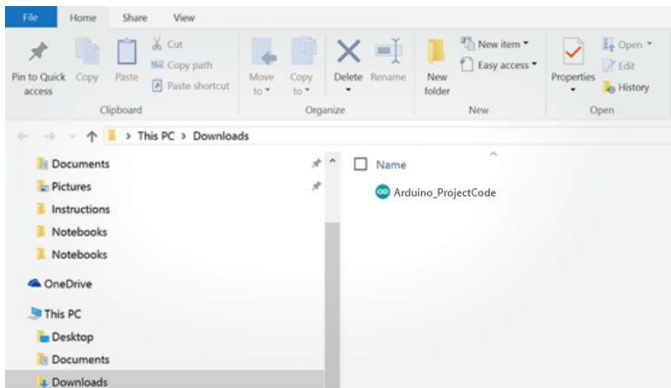 File Home Share View
Pin to Quick access
Copy
Paste
Cut
Copy path
Paste shortcut
Clipboard
Move to
Copy to
Delete
Rename
Organize
New folder
New item
Easy access
New
Properties
Open
Edit
History
Open
This PC > Downloads
Documents
Pictures
Instructions
Notebooks
Notebooks
OneDrive
This PC
Desktop
Documents
Downloads
Name
Arduino_ProjectCode